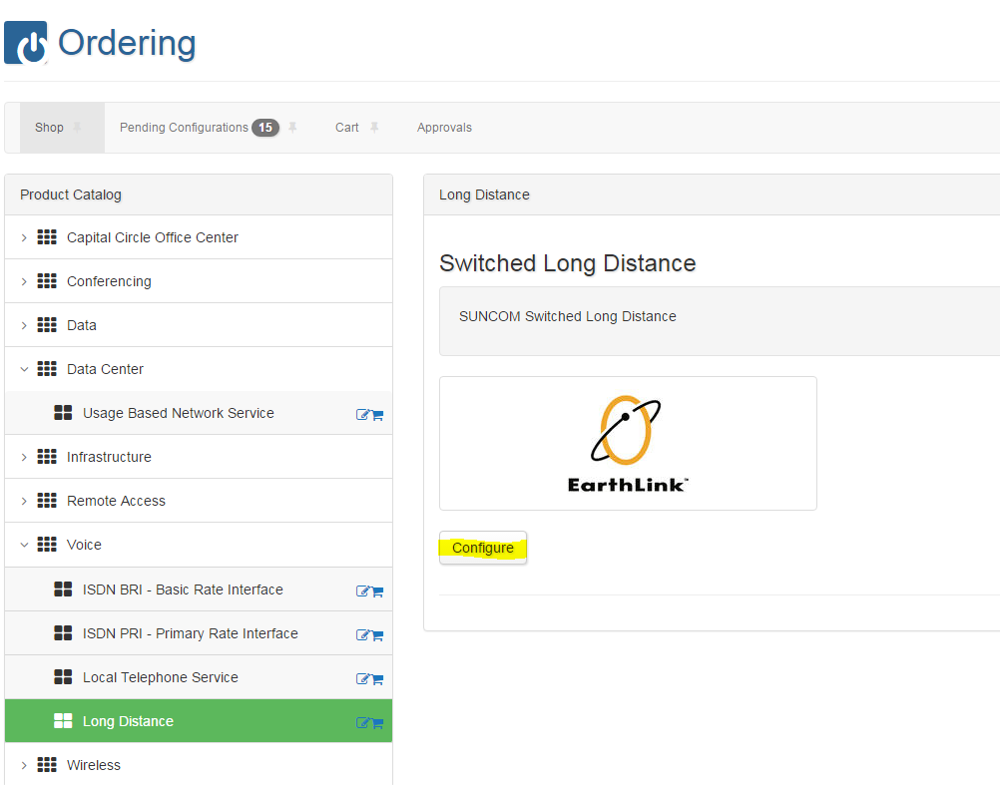 Ordering
Shop
Pending Configurations 15
Cart
Approvals
Product Catalog
Capital Circle Office Center
Conferencing
Data
Data Center
Usage Based Network Service
Infrastructure
Remote Access
Voice
ISDN BRI - Basic Rate Interface
ISDN PRI - Primary Rate Interface
Local Telephone Service
Long Distance
Wireless
Long Distance
Switched Long Distance
SUNCOM Switched Long Distance
EarthLink™
Configure